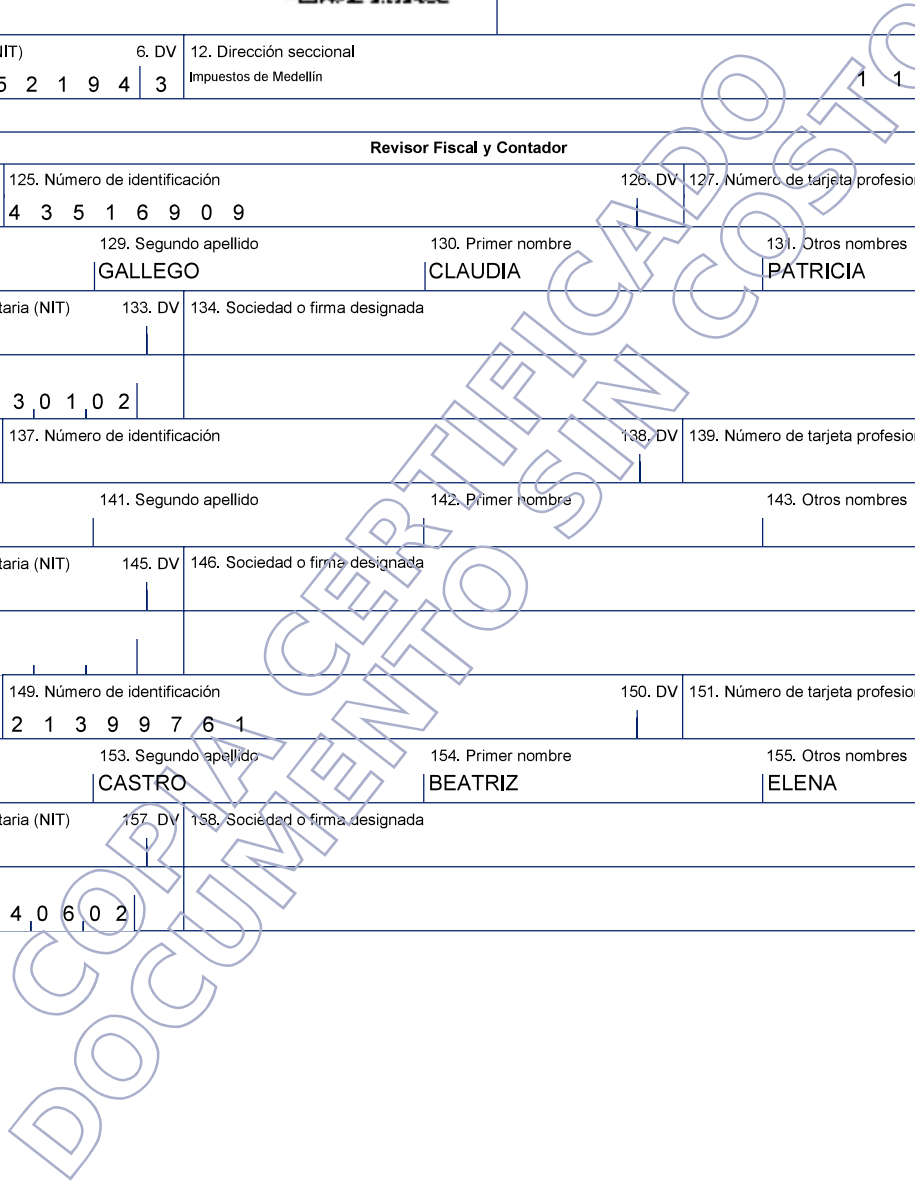 IT) 6. DV 12. Dirección seccional
5 2 1 9 4 3 Impuestos de Medellín 1 1
Revisor Fiscal y Contador
125. Número de identificación 126. DV 127. Número de tarjeta profesion
4 3 5 1 6 9 0 9
129. Segundo apellido 130. Primer nombre 131. Otros nombres
GALLEGO CLAUDIA PATRICIA
taria (NIT) 133. DV 134. Sociedad o firma designada
3 0 1 0 2
137. Número de identificación 138. DV 139. Número de tarjeta profesion
141. Segundo apellido 142. Primer nombre 143. Otros nombres
taria (NIT) 145. DV 146. Sociedad o firma designada
149. Número de identificación 150. DV 151. Número de tarjeta profesion
2 1 3 9 9 7 6 1
153. Segundo apellido 154. Primer nombre 155. Otros nombres
CASTRO BEATRIZ ELENA
taria (NIT) 157. DV 158. Sociedad o firma designada
4 0 6 0 2
COPIA CERTIFICADO
DOCUMENTO SIN COSTO